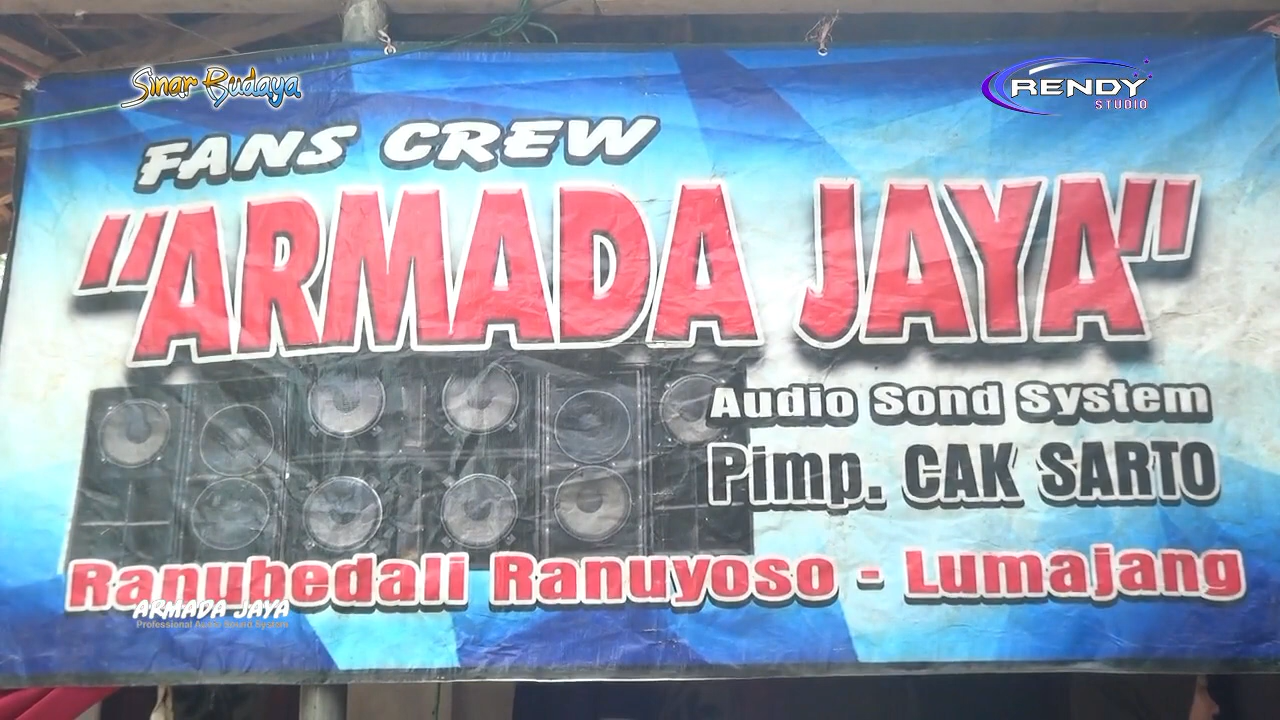 Sinar Budaya
RENDY
STUDIO
FANS CREW
"ARMADA JAYA"
Audio Sond System
Pimp. CAK SARTO
Ranubedali Ranuyoso - Lumajang
ARMADA JAYA
Professional Audio Sound System